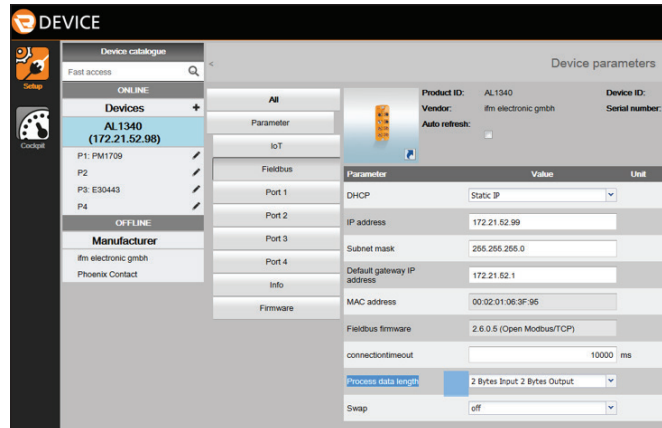 DEVICE
Setup
Cockpit
Device catalogue
Fast access
ONLINE
Devices +
AL1340
(172.21.52.98)
P1: PM1709
P2
P3: E30443
P4
OFFLINE
Manufacturer
ifm electronic gmbh
Phoenix Contact
<
All
Parameter
IoT
Fieldbus
Port 1
Port 2
Port 3
Port 4
Info
Firmware
Device parameters
Product ID: AL1340 Device ID:
Vendor: ifm electronic gmbh Serial number:
Auto refresh:
Parameter Value Unit
DHCP Static IP
IP address 172.21.52.99
Subnet mask 255.255.255.0
Default gateway IP
address 172.21.52.1
MAC address 00:02:01:06:3F:95
Fieldbus firmware 2.6.0.5 (Open Modbus/TCP)
connectiontimeout 10000 ms
Process data length 2 Bytes Input 2 Bytes Output
Swap off